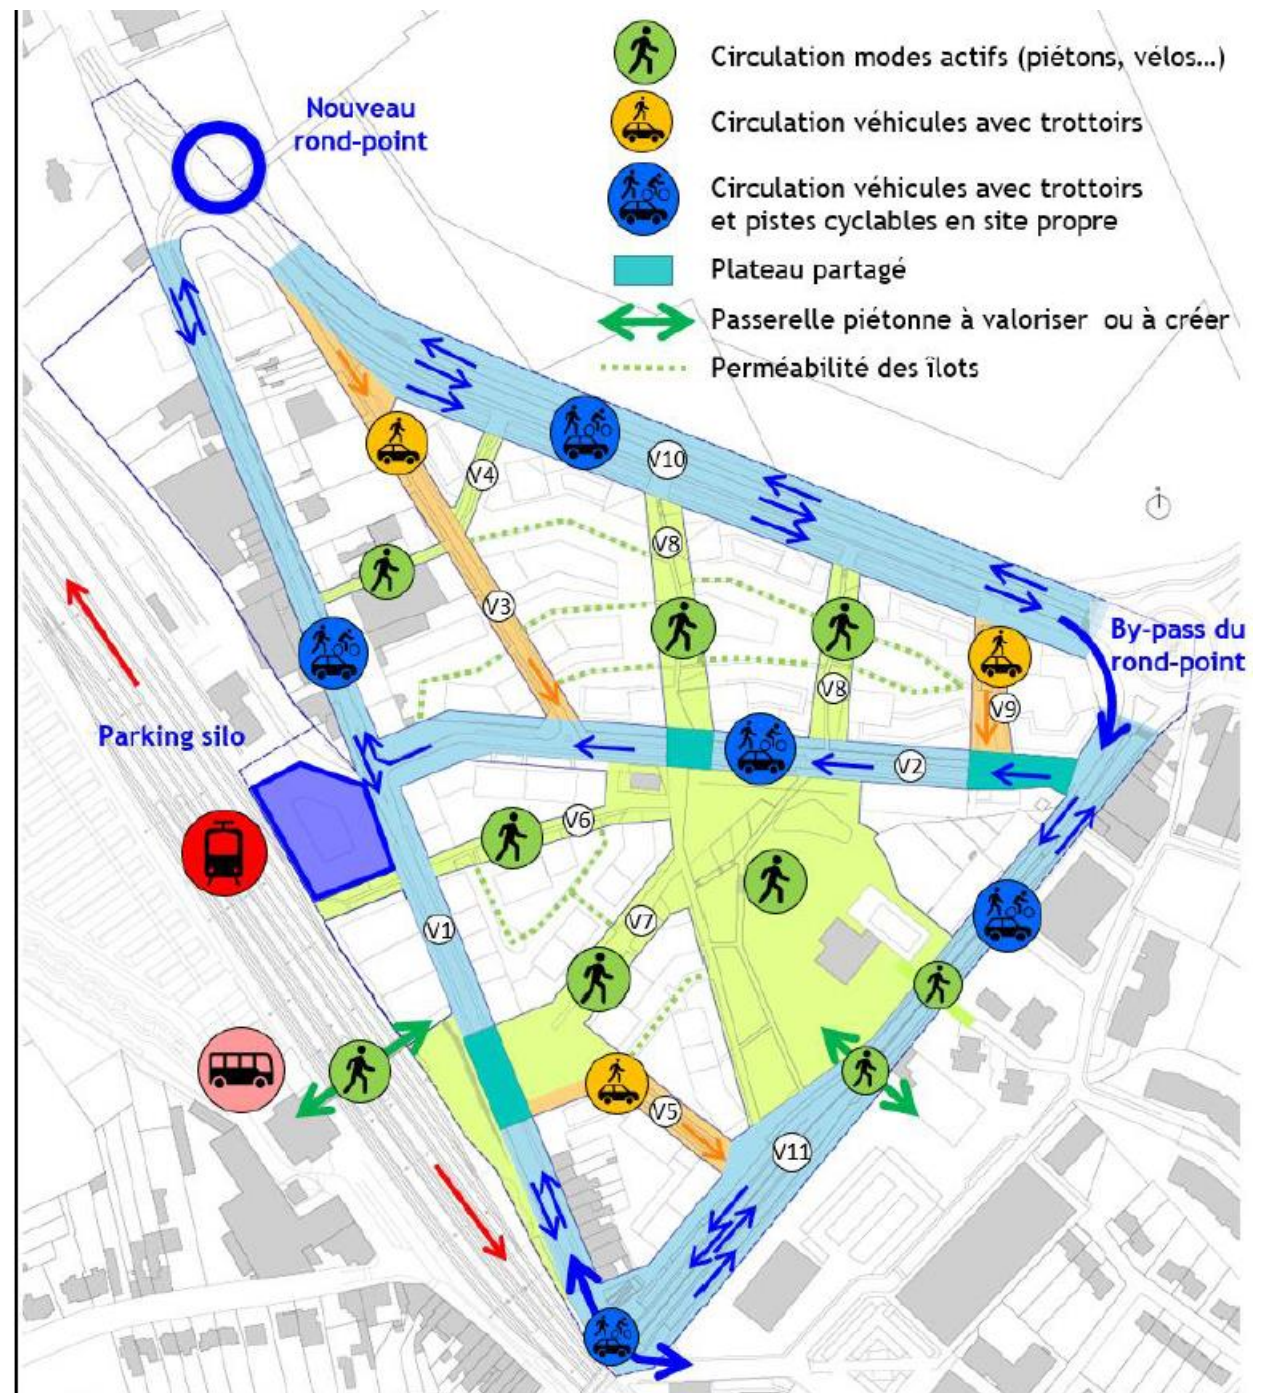 Circulation modes actifs (piétons, vélos...)
Nouveau
rond-point
Circulation véhicules avec trottoirs
Circulation véhicules avec trottoirs
et pistes cyclables en site propre
Plateau partagé
Passerelle piétonne à valoriser ou à créer
Perméabilité des îlots
V10
V4
V8
V3
By-pass du
rond-point
V8
V9
Parking silo
V2
V6
V7
V1
V5
V11